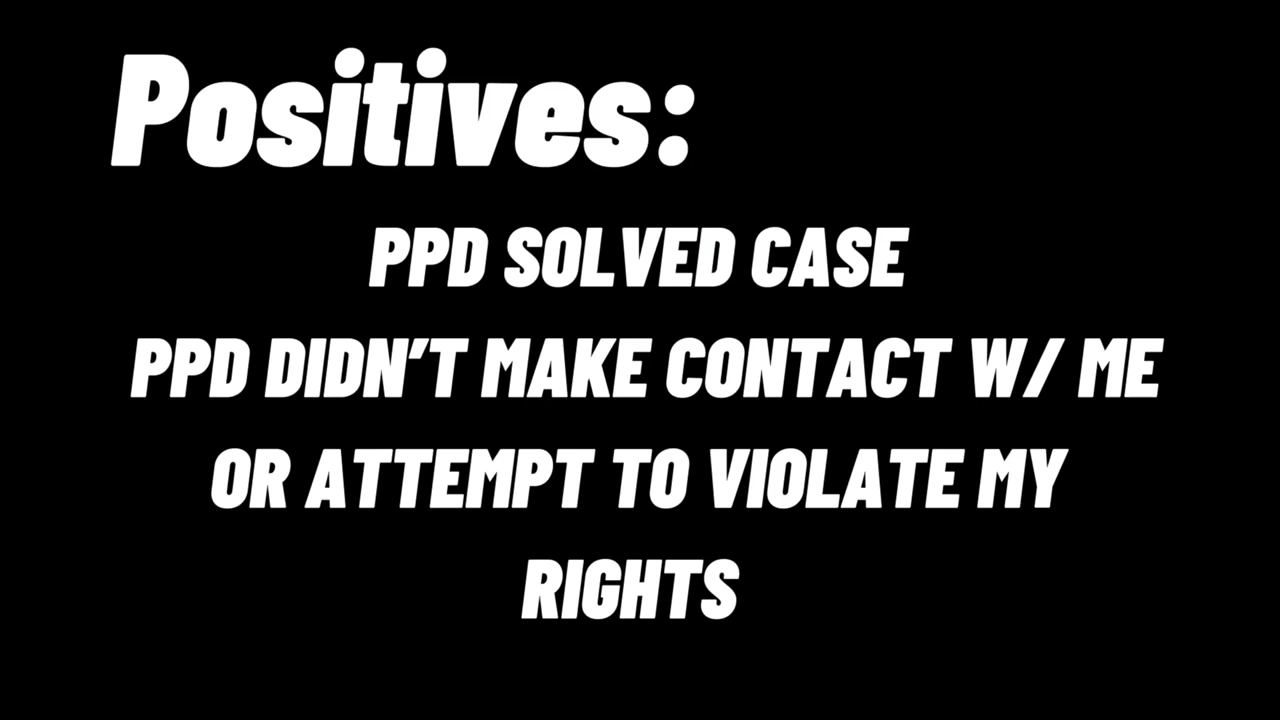 Positives:
PPD SOLVED CASE
PPD DIDN’T MAKE CONTACT W/ ME
OR ATTEMPT TO VIOLATE MY
RIGHTS